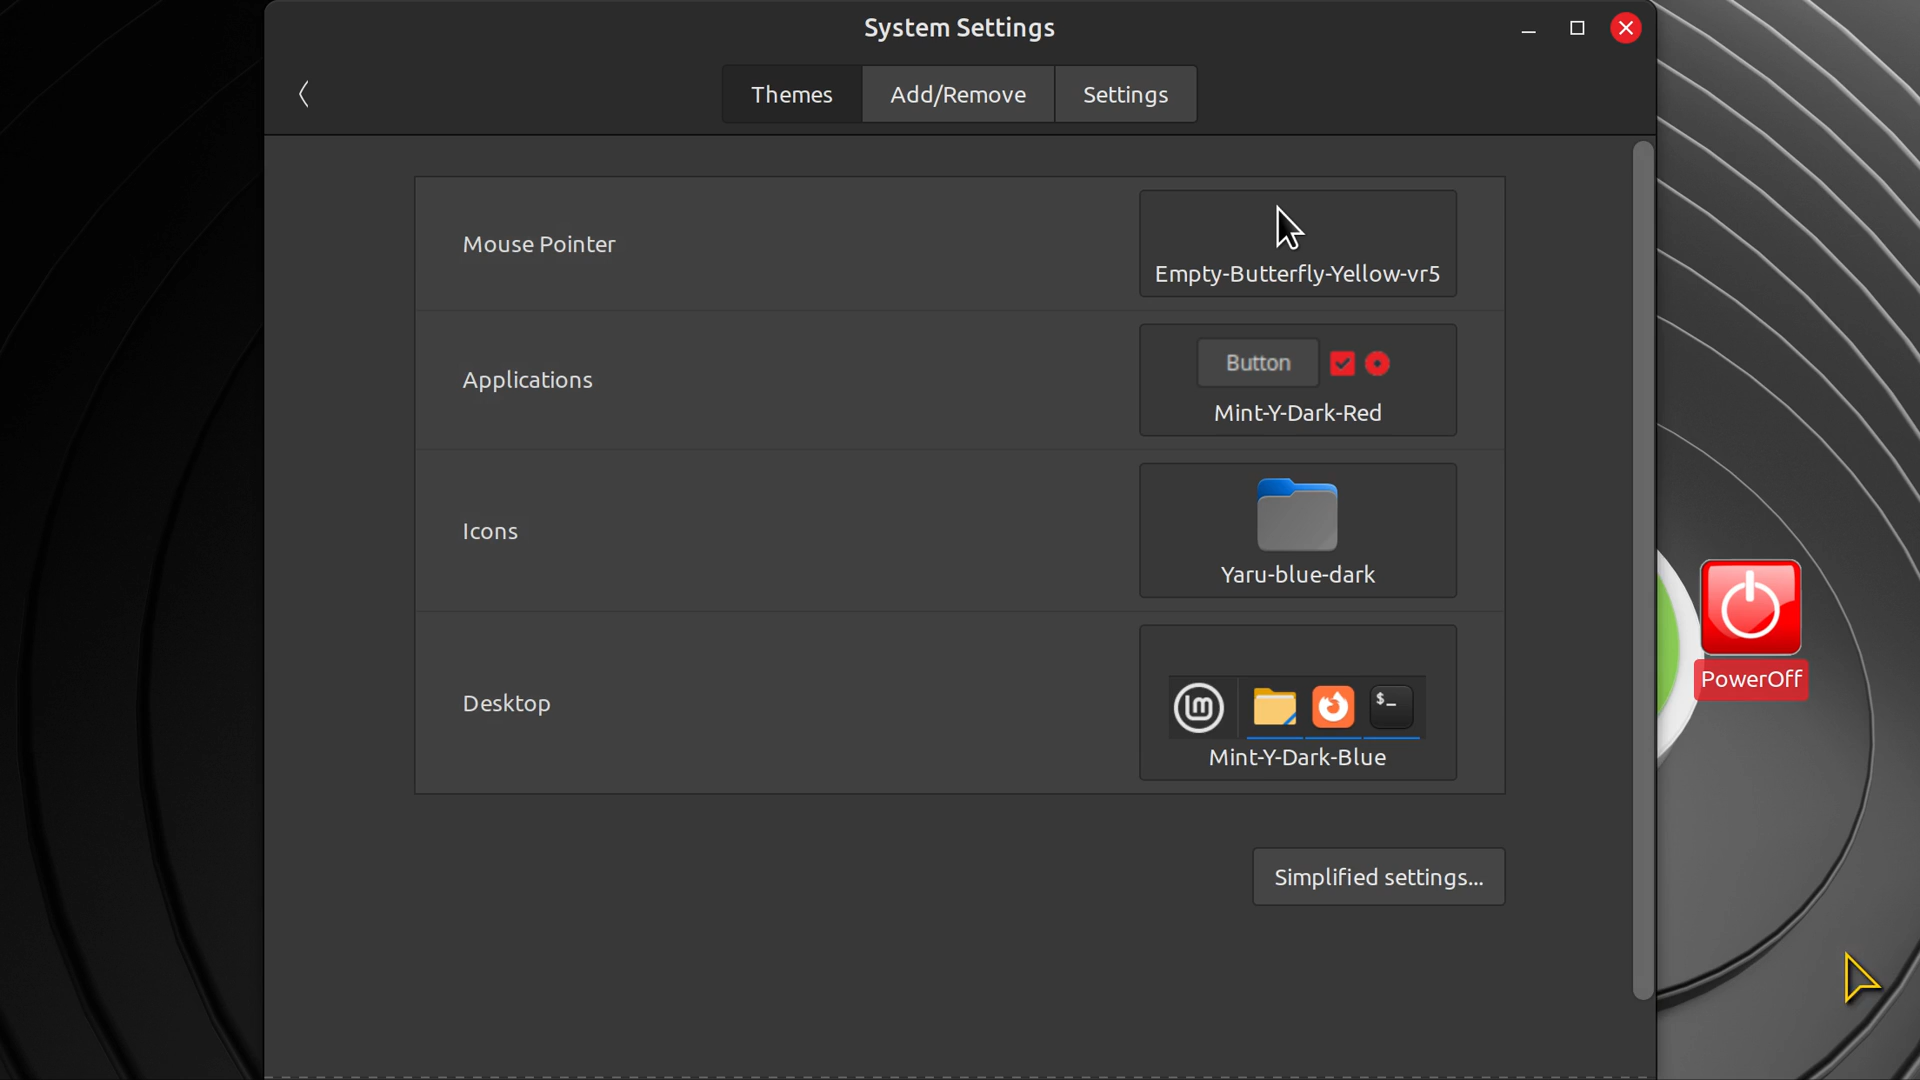 System Settings
Themes
Add/Remove
Settings
Mouse Pointer
Empty-Butterfly-Yellow-vr5
Applications
Button
Mint-Y-Dark-Red
Icons
Yaru-blue-dark
Desktop
$_
Mint-Y-Dark-Blue
Simplified settings...
PowerOff